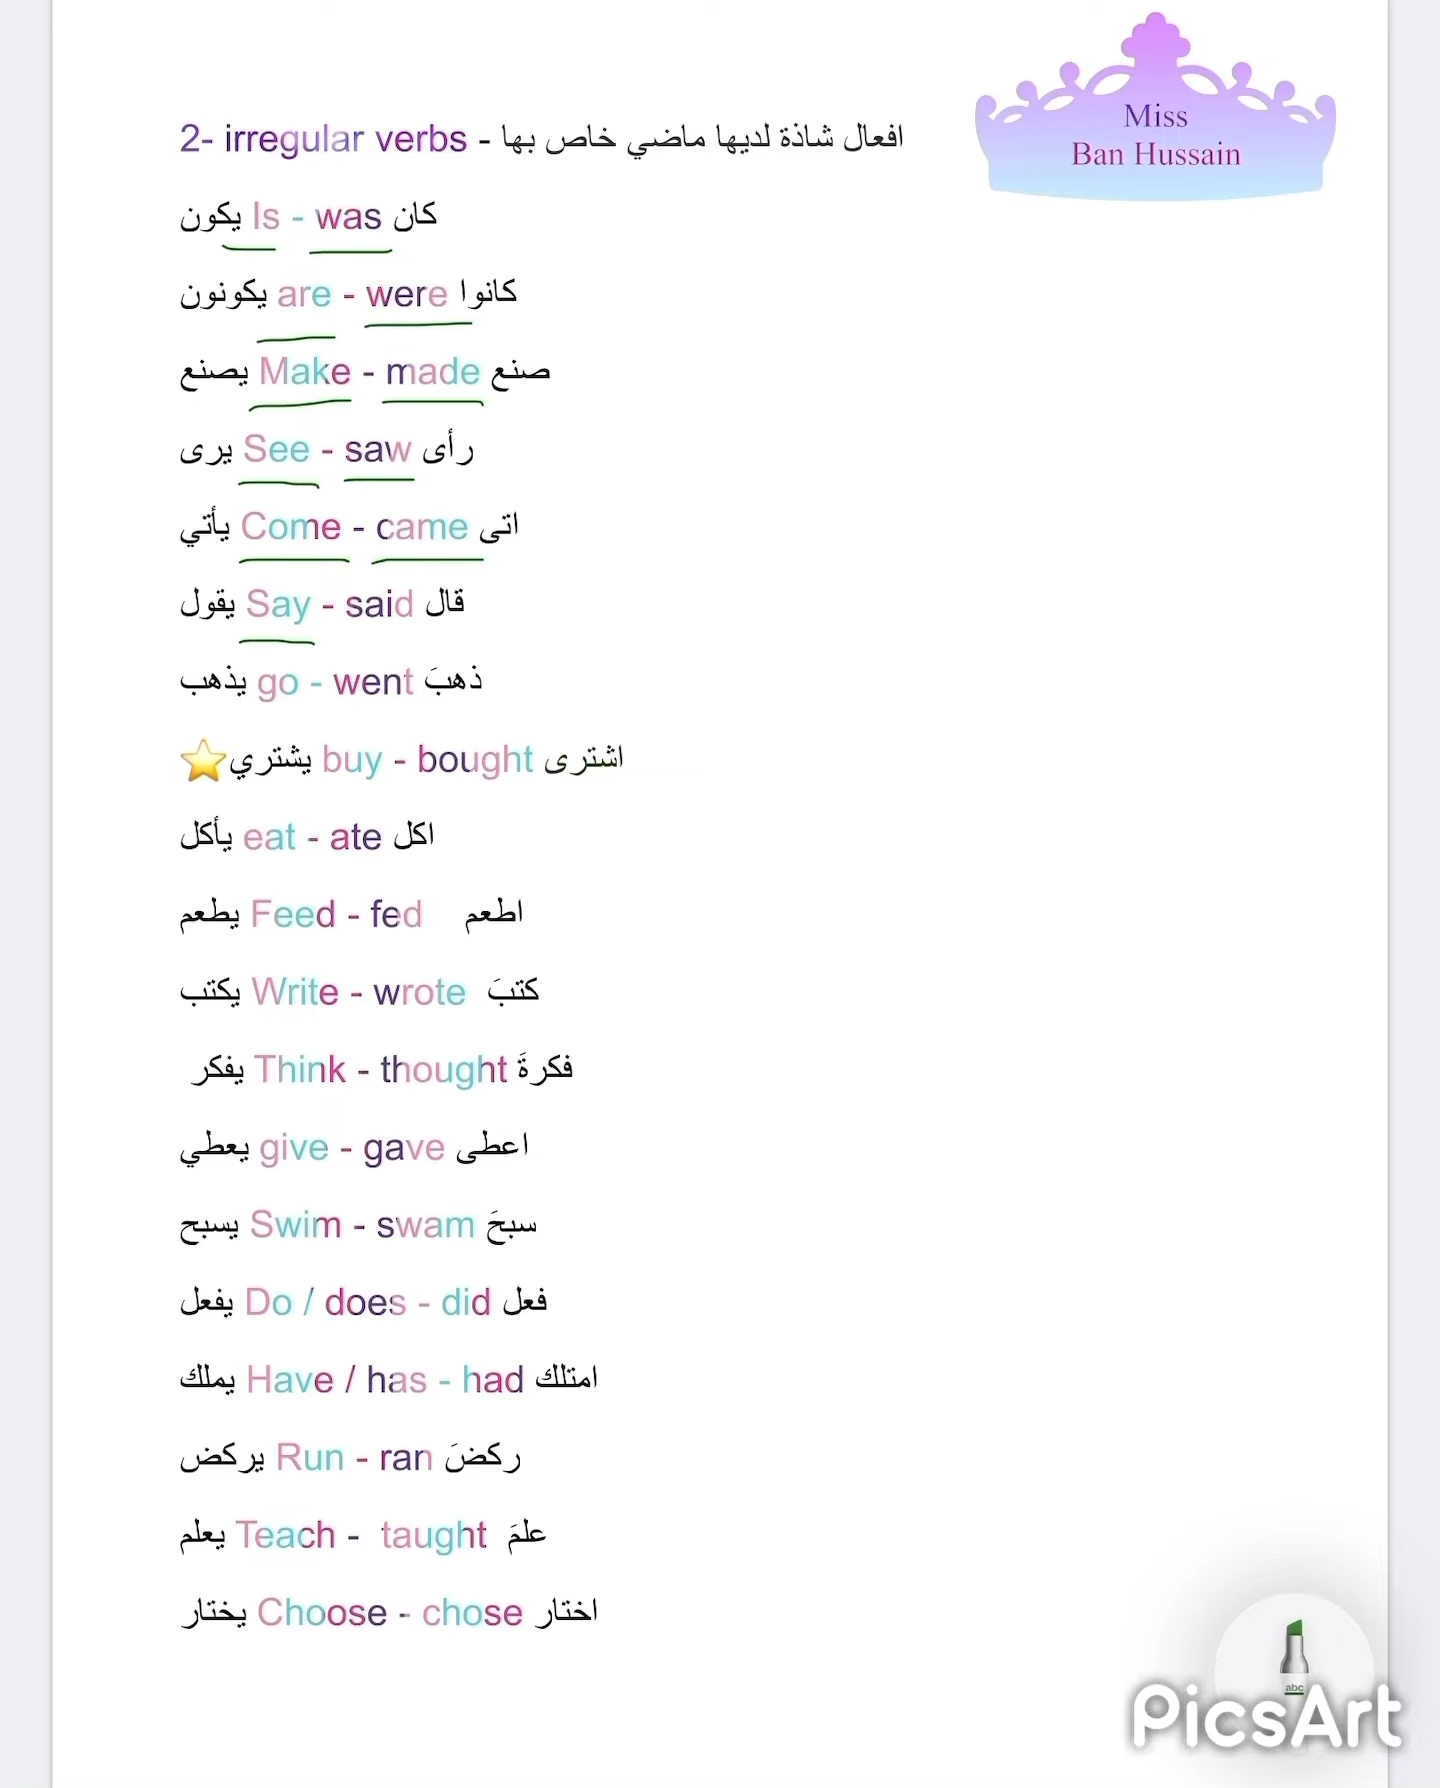 Miss
Ban Hussain
2- irregular verbs - افعال شاذة لديها ماضي خاص بها
يكون Is - was كان
يكونون are - were كانوا
يصنع Make - made صنع
يرى See - saw رأى
يأتي Come - came اتى
يقول Say - said قال
يذهب go - went ذهبَ
يشتري buy - bought اشترى
يأكل eat - ate اكل
يطعم Feed - fed اطعم
يكتب Write - wrote كتبَ
يفكر Think - thought فكرةَ
يعطي give - gave اعطى
يسبح Swim - swam سبحَ
يفعل Do / does - did فعل
يملك Have / has - had امتلك
يركض Run - ran ركضَ
يعلم Teach - taught علمَ
يختار Choose - chose اختار
abc
PicsArt